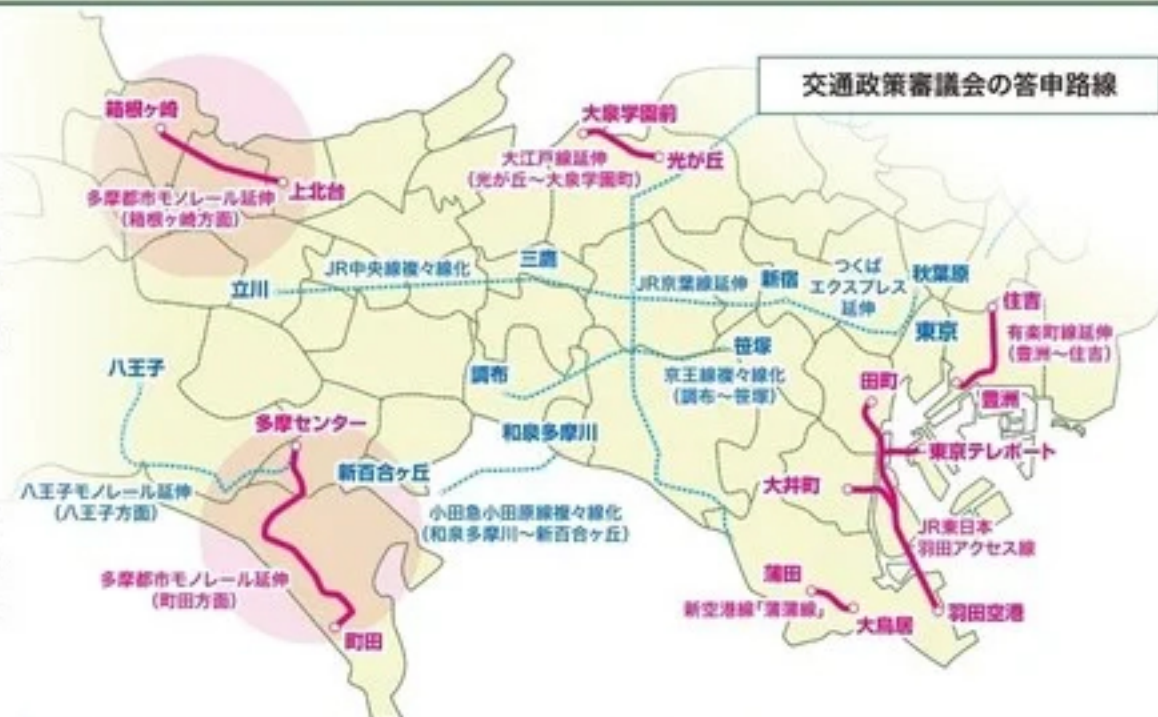 交通政策審議会の答申路線
箱根ヶ崎
上北台
多摩都市モノレール延伸
(箱根ヶ崎方面)
大泉学園前
大江戸線延伸
(光が丘～大泉学園町)
光が丘
立川
JR中央線複々線化
三鷹
JR京葉線延伸
新宿
つくば
エクスプレス
延伸
秋葉原
東京
住吉
有楽町線延伸
(豊洲～住吉)
豊洲
八王子
調布
笹塚
京王線複々線化
(調布～笹塚)
田町
多摩センター
和泉多摩川
新百合ヶ丘
東京テレポート
大井町
八王子モノレール延伸
(八王子方面)
小田急小田原線複々線化
(和泉多摩川～新百合ヶ丘)
JR東日本
羽田アクセス線
多摩都市モノレール延伸
(町田方面)
町田
蒲田
新空港線「蒲蒲線」
大鳥居
羽田空港